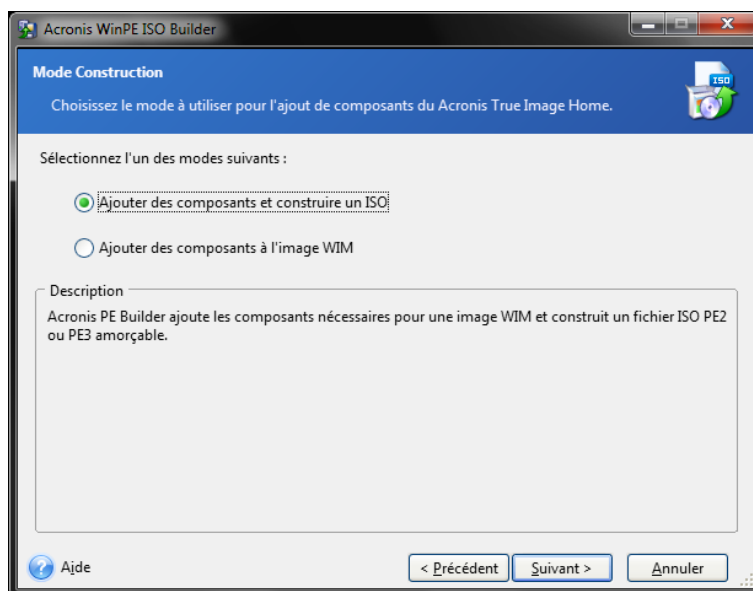 Acronis WinPE ISO Builder
Mode Construction
Choisissez le mode à utiliser pour l'ajout de composants du Acronis True Image Home.
ISO
Sélectionnez l'un des modes suivants :
Ajouter des composants et construire un ISO
Ajouter des composants à l'image WIM
Description
Acronis PE Builder ajoute les composants nécessaires pour une image WIM et construit un fichier ISO PE2
ou PE3 amorçable.
Aide
< Précédent
Suivant >
Annuler